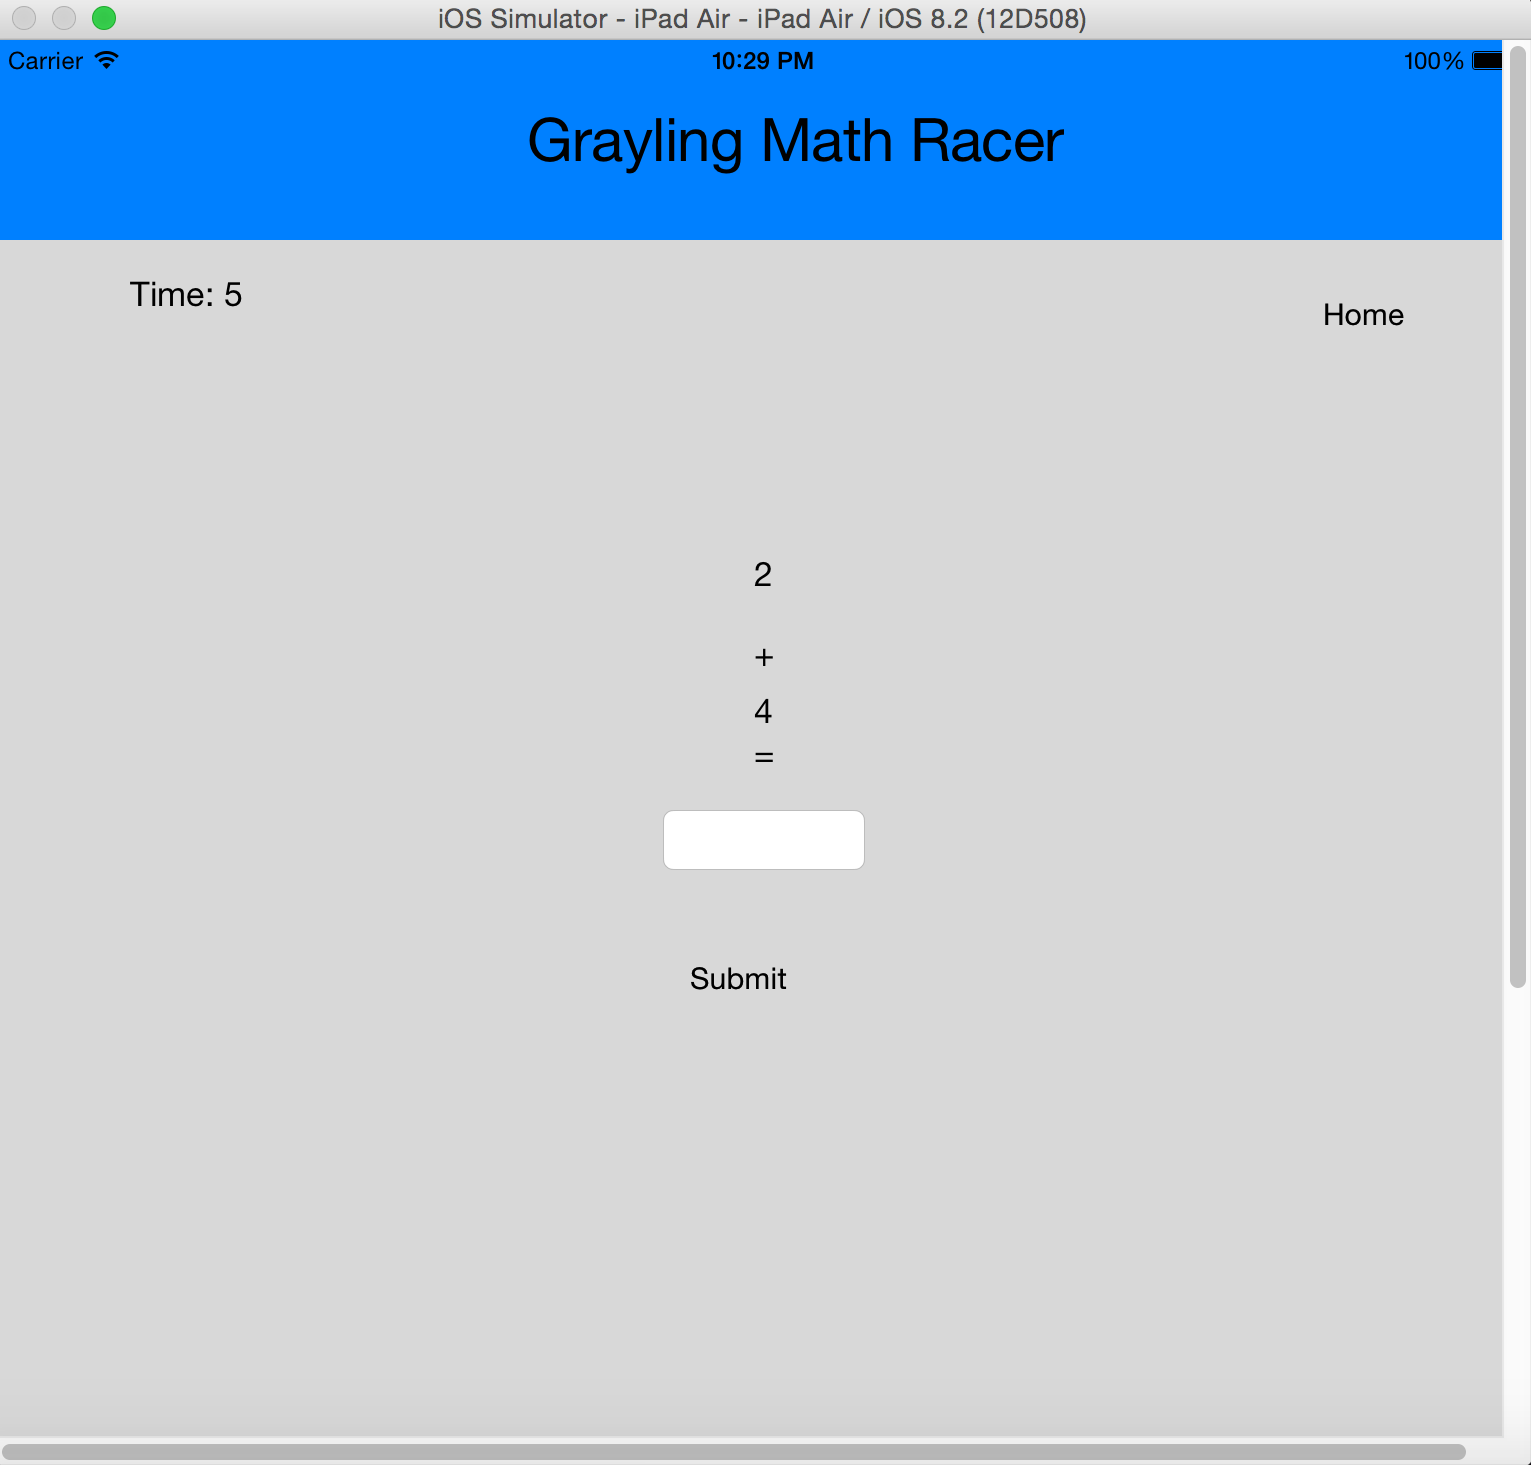 iOS Simulator - iPad Air - iPad Air / iOS 8.2 (12D508)
Carrier 10:29 PM 100%
Grayling Math Racer
Time: 5
Home
2
+
4
=
Submit